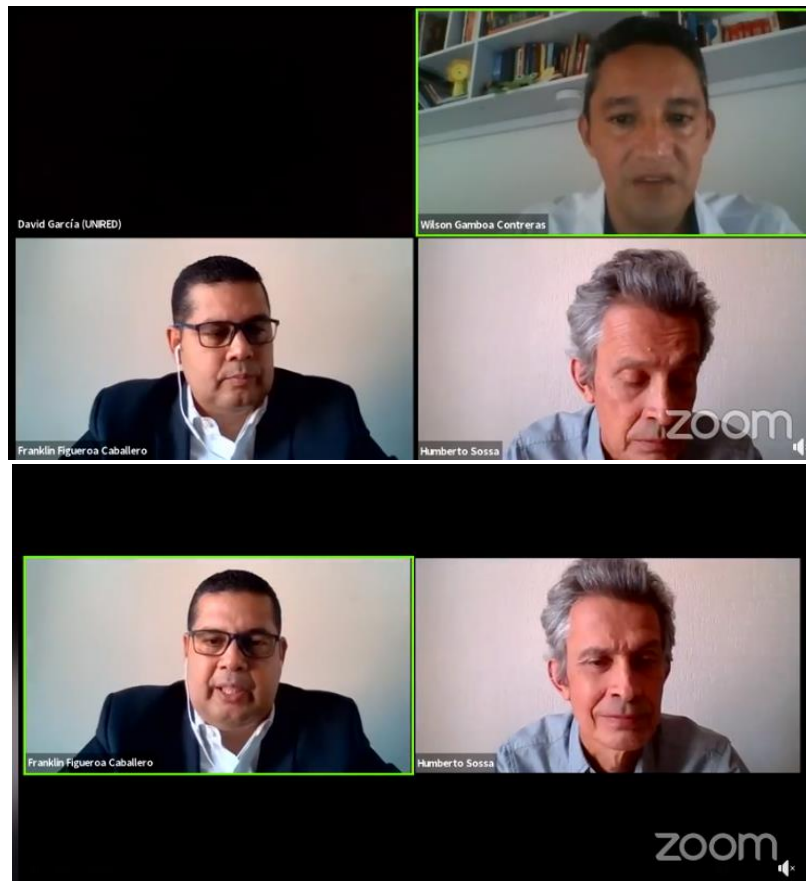 David García (UNIRED)
Wilson Gamboa Contreras
Franklin Figueroa Caballero
Humberto Sossa
zoom
Franklin Figueroa Caballero
Humberto Sossa
zoom